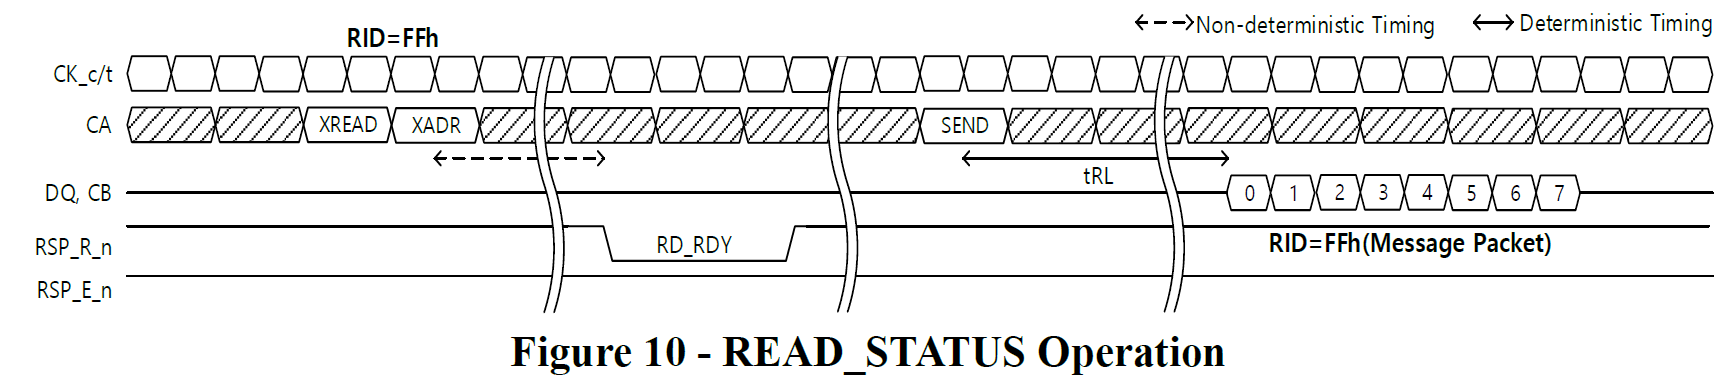 Non-deterministic Timing Deterministic Timing
RID=FFh
CK_c/t
CA XREAD XADR SEND
tRL
DQ, CB 0 1 2 3 4 5 6 7
RSP_R_n RD_RDY RID=FFh(Message Packet)
RSP_E_n
Figure 10 - READ_STATUS Operation